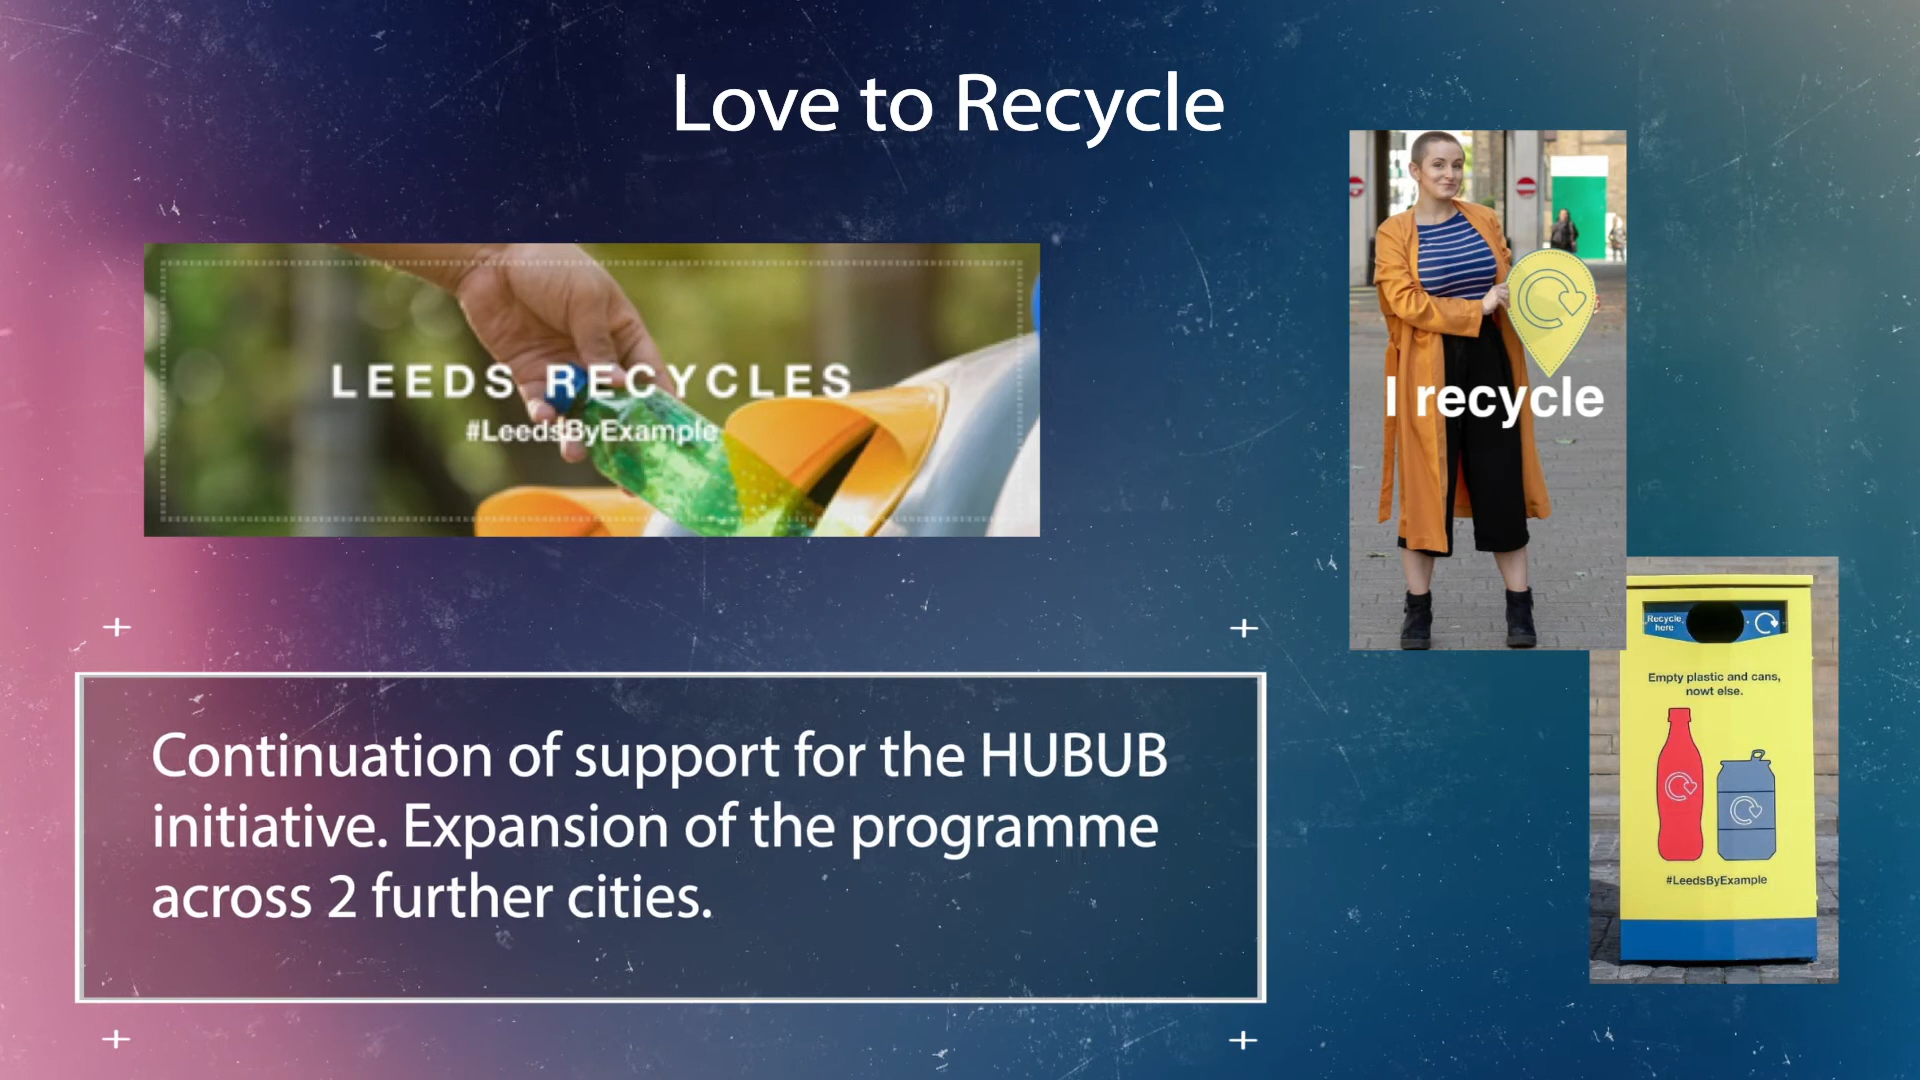 Love to Recycle
LEEDS RECYCLES
#LeedsByExample
I recycle
Recycle
here
Empty plastic and cans,
nowt else.
#LeedsByExample
Continuation of support for the HUBUB
initiative. Expansion of the programme
across 2 further cities.